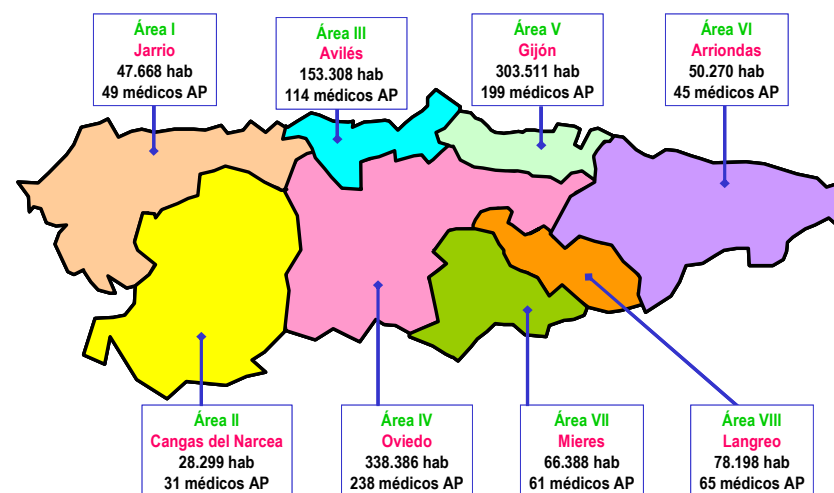 Área I
Jarrio
47.668 hab
49 médicos AP
Área III
Avilés
153.308 hab
114 médicos AP
Área V
Gijón
303.511 hab
199 médicos AP
Área VI
Arriondas
50.270 hab
45 médicos AP
Área II
Cangas del Narcea
28.299 hab
31 médicos AP
Área IV
Oviedo
338.386 hab
238 médicos AP
Área VII
Mieres
66.388 hab
61 médicos AP
Área VIII
Langreo
78.198 hab
65 médicos AP